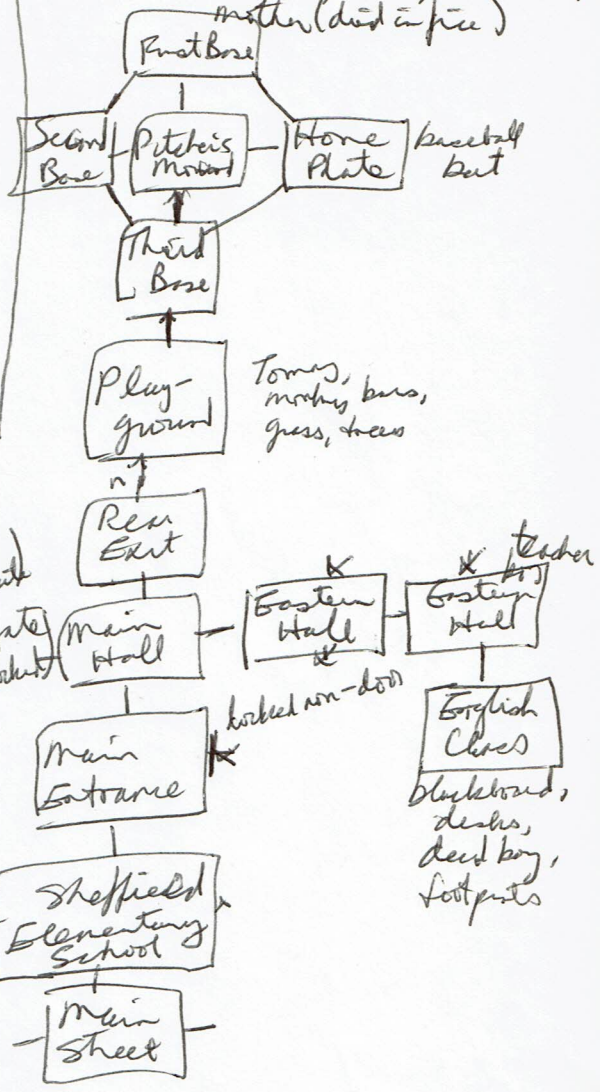 mother (died in fire)
First Base
Second
Base
Pitcher's
Mound
Home
Plate
baseball
bat
Third
Base
Play-
ground
Tommy,
monkey bars,
grass, trees
n
Rear
Exit
Main
Hall
Eastern
Hall
teacher
Eastern
Hall
locked non-door
Main
Entrance
English
Class
blackboard,
desks,
dead boy,
footprints
Sheffield
Elementary
School
Main
Street